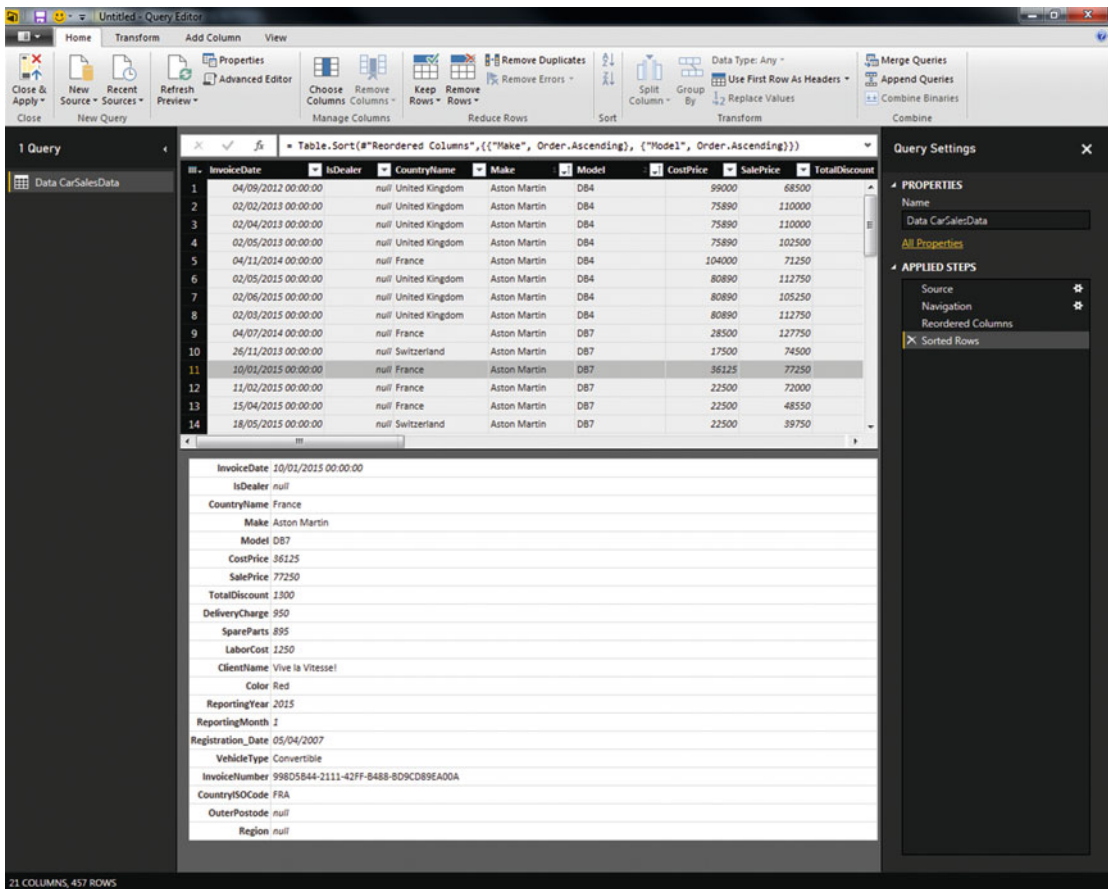 Untitled - Query Editor
Home Transform Add Column View
Close & Apply
New Source
Recent Sources
Refresh Preview
Properties
Advanced Editor
Choose Columns
Remove Columns
Keep Rows
Remove Rows
Remove Duplicates
Remove Errors
Split Column
Group By
Data Type: Any
Use First Row As Headers
Replace Values
Merge Queries
Append Queries
Combine Binaries
Close New Query Manage Columns Reduce Rows Sort Transform Combine
1 Query
Data CarSalesData
fx = Table.Sort(#"Reordered Columns",{{"Make", Order.Ascending}, {"Model", Order.Ascending}})
InvoiceDate IsDealer CountryName Make Model CostPrice SalePrice TotalDiscount
1 04/09/2012 00:00:00 null United Kingdom Aston Martin DB4 99000 68500
2 02/02/2013 00:00:00 null United Kingdom Aston Martin DB4 75890 110000
3 02/04/2013 00:00:00 null United Kingdom Aston Martin DB4 75890 110000
4 02/05/2013 00:00:00 null United Kingdom Aston Martin DB4 75890 102500
5 04/11/2014 00:00:00 null France Aston Martin DB4 104000 71250
6 02/05/2015 00:00:00 null United Kingdom Aston Martin DB4 80890 112750
7 02/06/2015 00:00:00 null United Kingdom Aston Martin DB4 80890 105250
8 02/03/2015 00:00:00 null United Kingdom Aston Martin DB4 80890 112750
9 04/07/2014 00:00:00 null France Aston Martin DB7 28500 127750
10 26/11/2013 00:00:00 null Switzerland Aston Martin DB7 17500 74500
11 10/01/2015 00:00:00 null France Aston Martin DB7 36125 77250
12 11/02/2015 00:00:00 null France Aston Martin DB7 22500 72000
13 15/04/2015 00:00:00 null France Aston Martin DB7 22500 48550
14 18/05/2015 00:00:00 null Switzerland Aston Martin DB7 22500 39750
InvoiceDate 10/01/2015 00:00:00
IsDealer null
CountryName France
Make Aston Martin
Model DB7
CostPrice 36125
SalePrice 77250
TotalDiscount 1300
DeliveryCharge 950
SpareParts 895
LaborCost 1250
ClientName Vive la Vitesse!
Color Red
ReportingYear 2015
ReportingMonth 1
Registration_Date 05/04/2007
VehicleType Convertible
InvoiceNumber 998D5B44-2111-42FF-B488-BD9CD89EA00A
CountryISOCode FRA
OuterPostode null
Region null
Query Settings
PROPERTIES
Name
Data CarSalesData
All Properties
APPLIED STEPS
Source
Navigation
Reordered Columns
Sorted Rows
21 COLUMNS, 457 ROWS